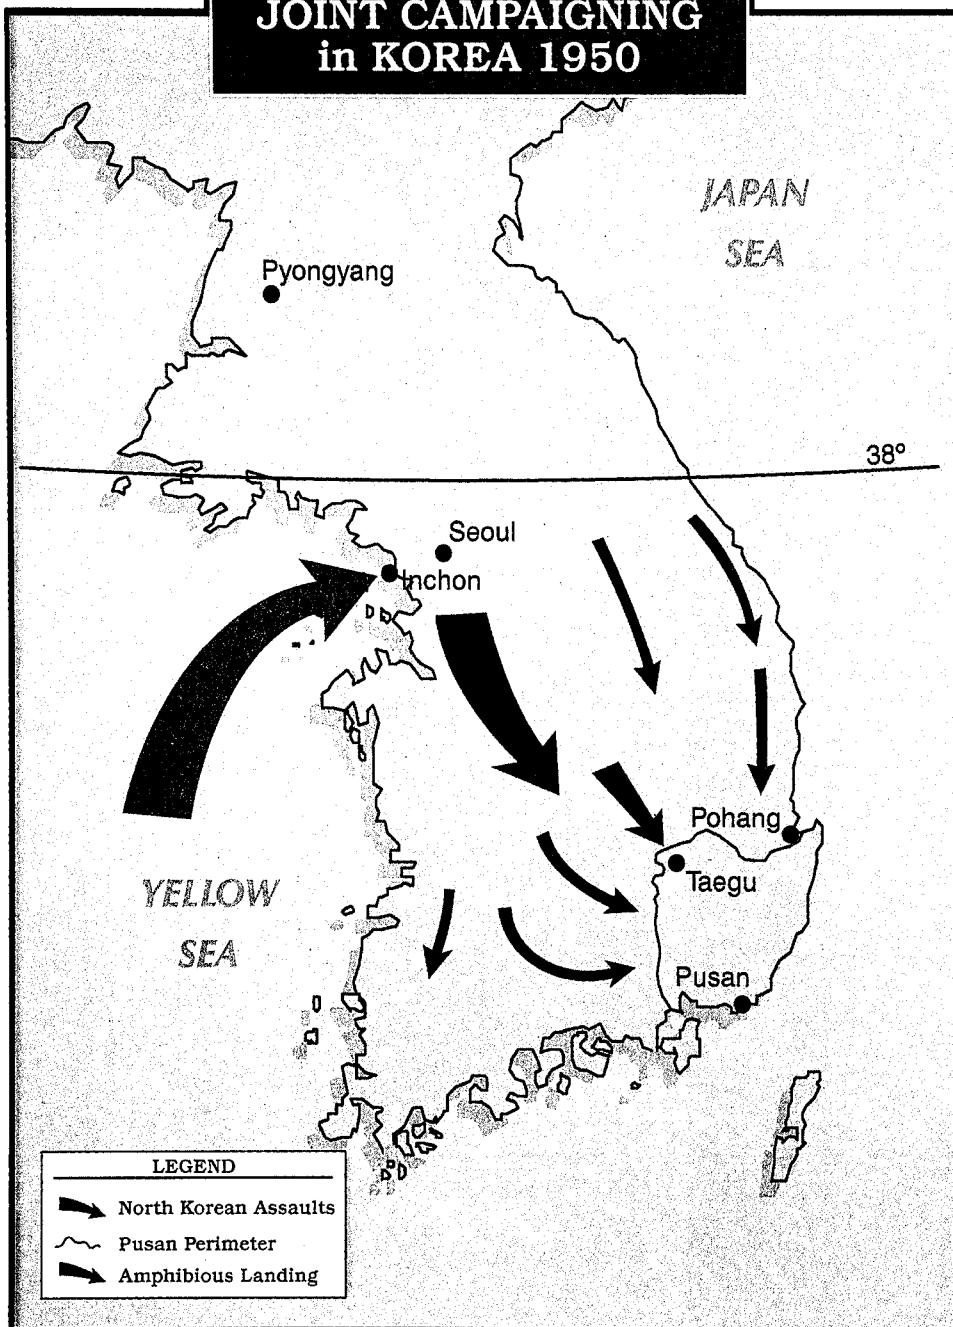 JOINT CAMPAIGNING
in KOREA 1950
JAPAN
SEA
Pyongyang
38º
Seoul
Inchon
Pohang
Taegu
YELLOW
SEA
Pusan
LEGEND
North Korean Assaults
Pusan Perimeter
Amphibious Landing